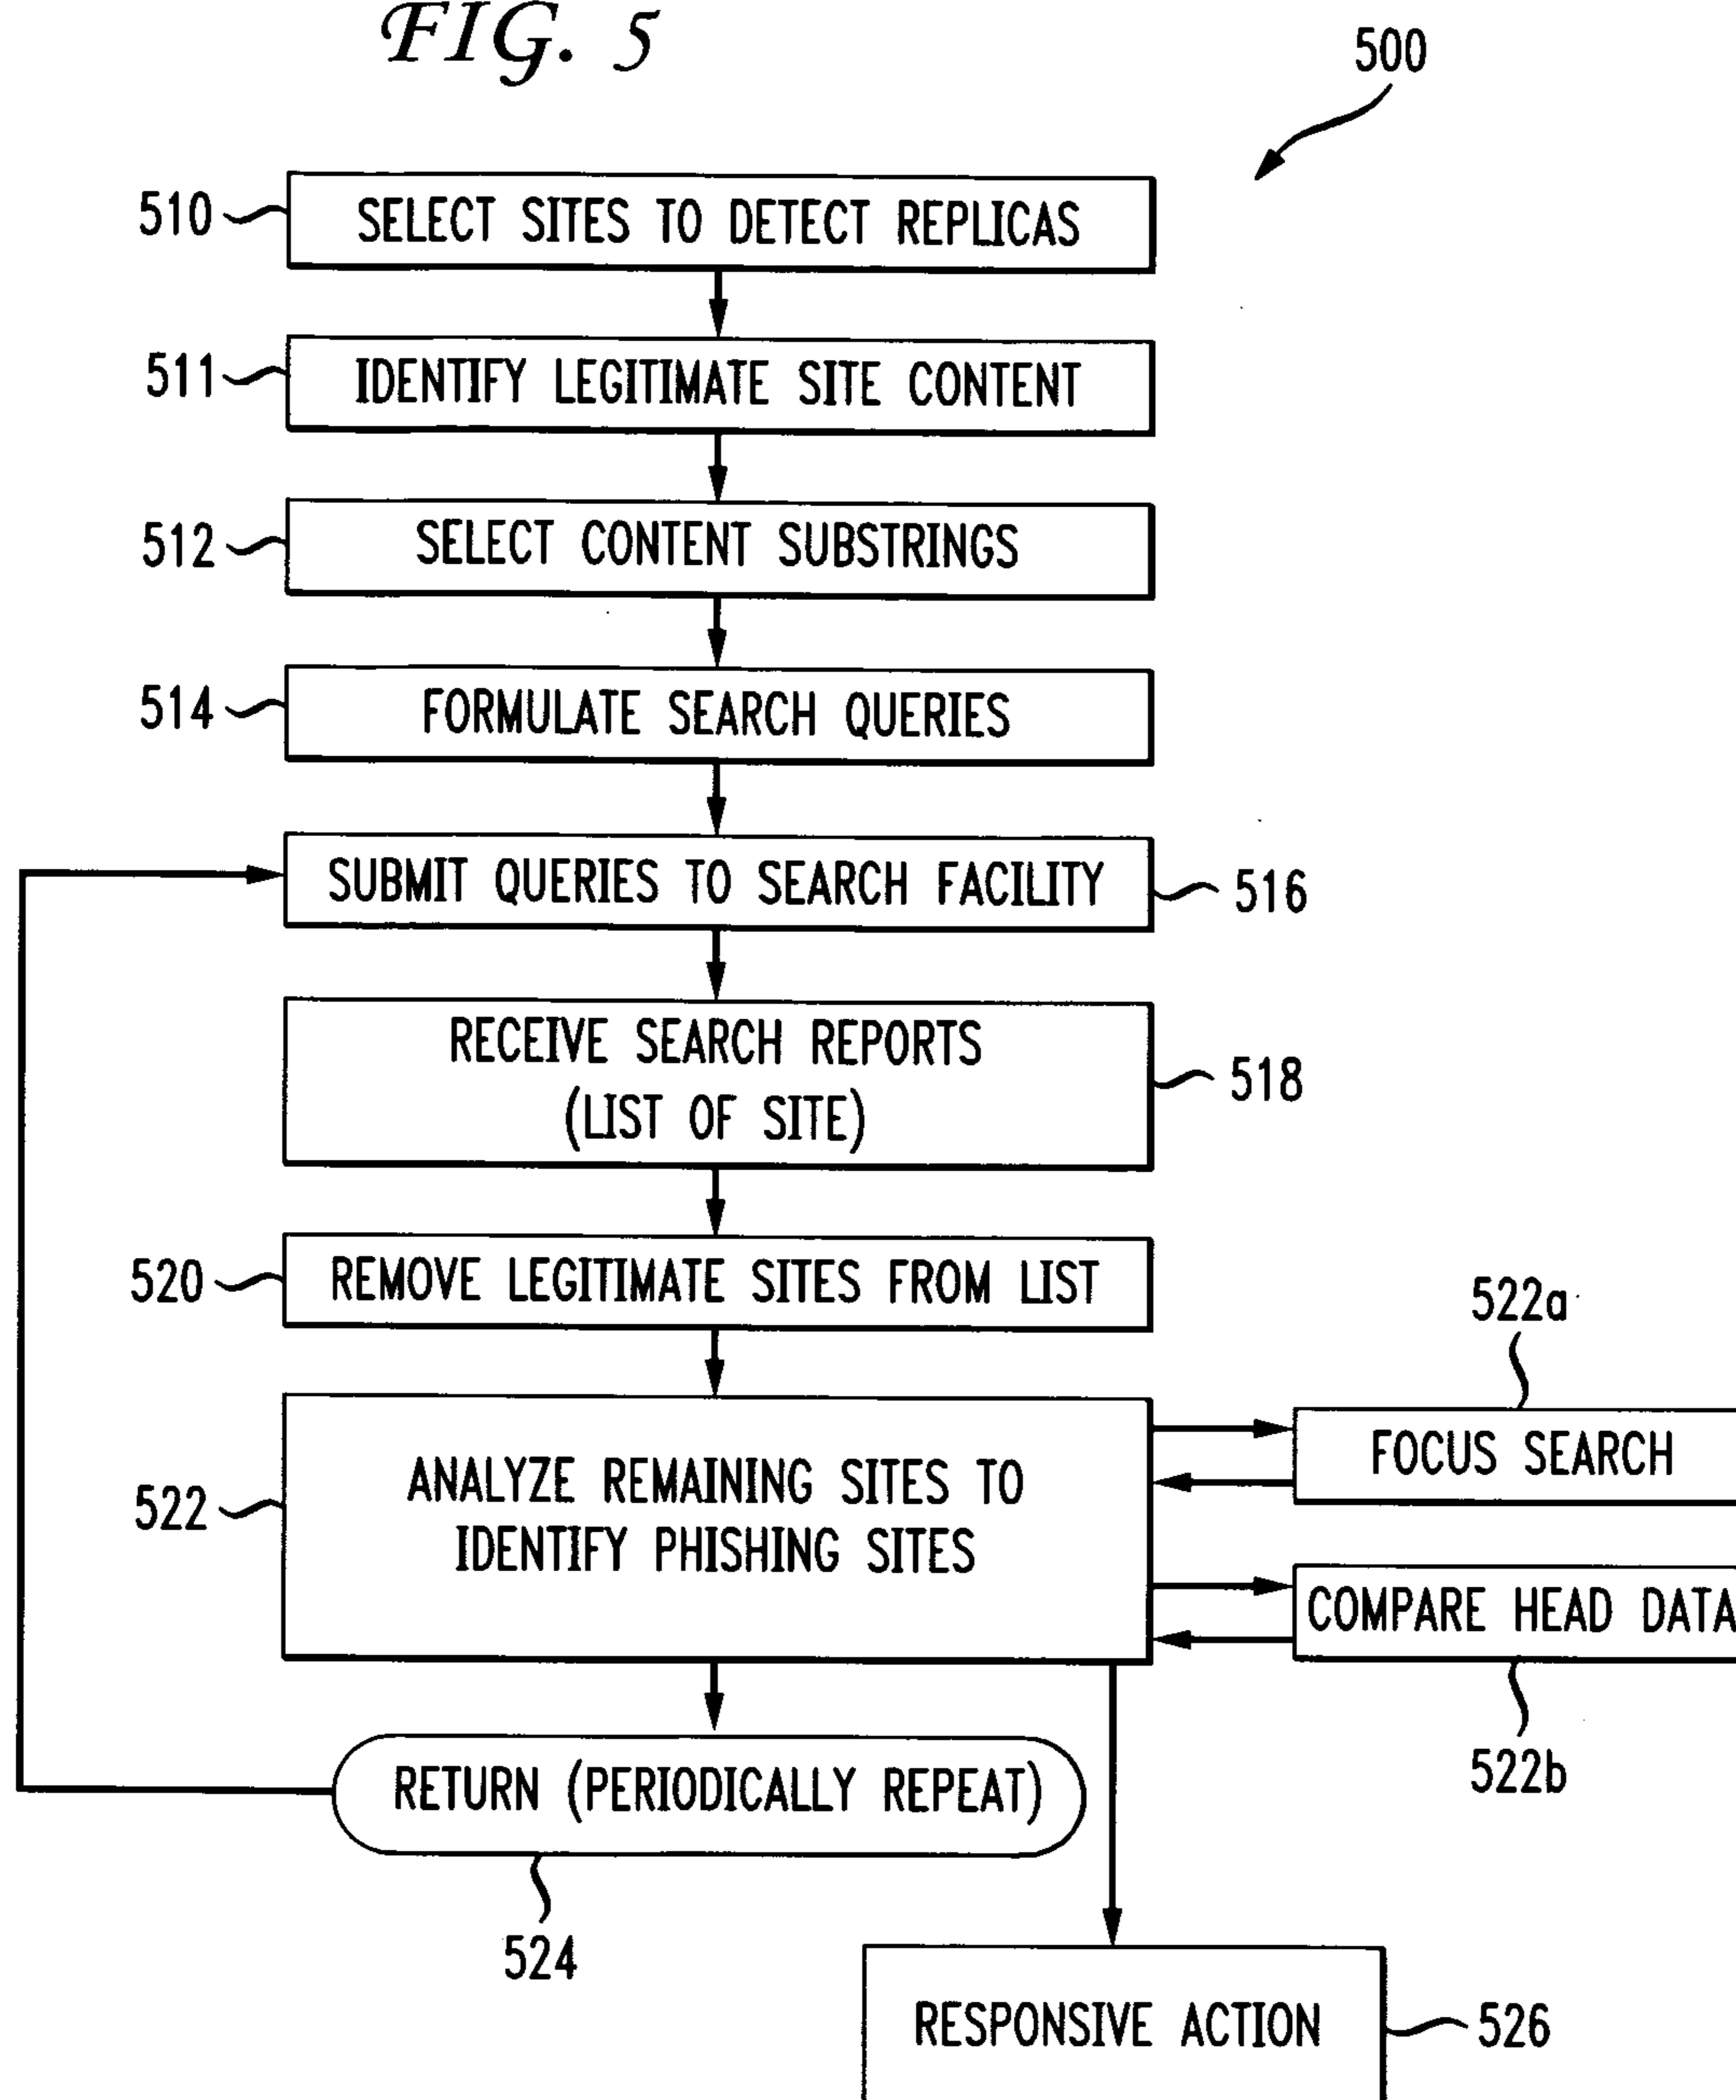 FIG. 5
500
510
SELECT SITES TO DETECT REPLICAS
511
IDENTIFY LEGITIMATE SITE CONTENT
512
SELECT CONTENT SUBSTRINGS
514
FORMULATE SEARCH QUERIES
SUBMIT QUERIES TO SEARCH FACILITY
516
RECEIVE SEARCH REPORTS
(LIST OF SITE)
518
520
REMOVE LEGITIMATE SITES FROM LIST
522a
FOCUS SEARCH
522
ANALYZE REMAINING SITES TO
IDENTIFY PHISHING SITES
COMPARE HEAD DATA
522b
RETURN (PERIODICALLY REPEAT)
524
RESPONSIVE ACTION
526